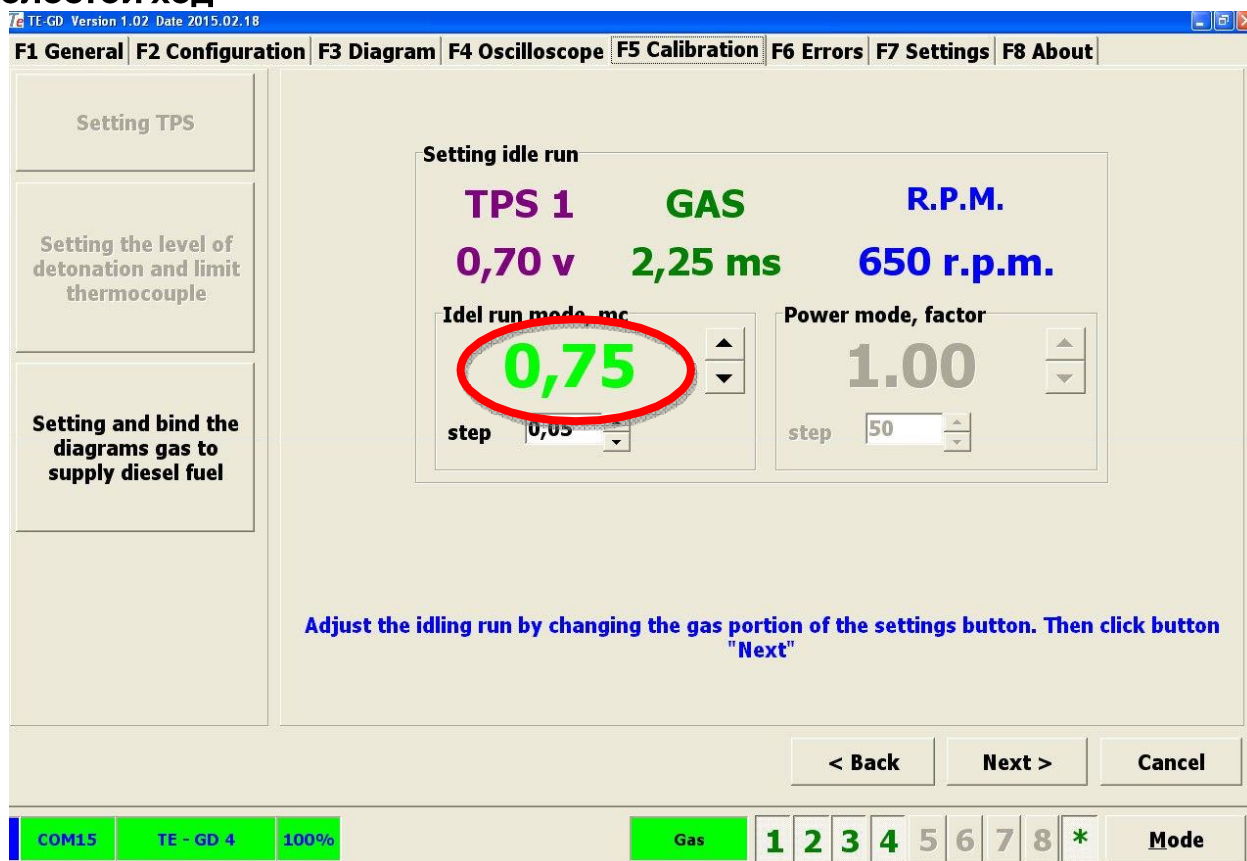 холостой ход
Te TE-GD Version 1.02 Date 2015.02.18
F1 General F2 Configuration F3 Diagram F4 Oscilloscope F5 Calibration F6 Errors F7 Settings F8 About
Setting TPS
Setting the level of
detonation and limit
thermocouple
Setting and bind the
diagrams gas to
supply diesel fuel
Setting idle run
TPS 1 GAS R.P.M.
0,70 v 2,25 ms 650 r.p.m.
Idel run mode, mc
0,75
step 0,05
Power mode, factor
1.00
step 50
Adjust the idling run by changing the gas portion of the settings button. Then click button
"Next"
< Back Next > Cancel
COM15 TE - GD 4 100% Gas 1 2 3 4 5 6 7 8 * Mode